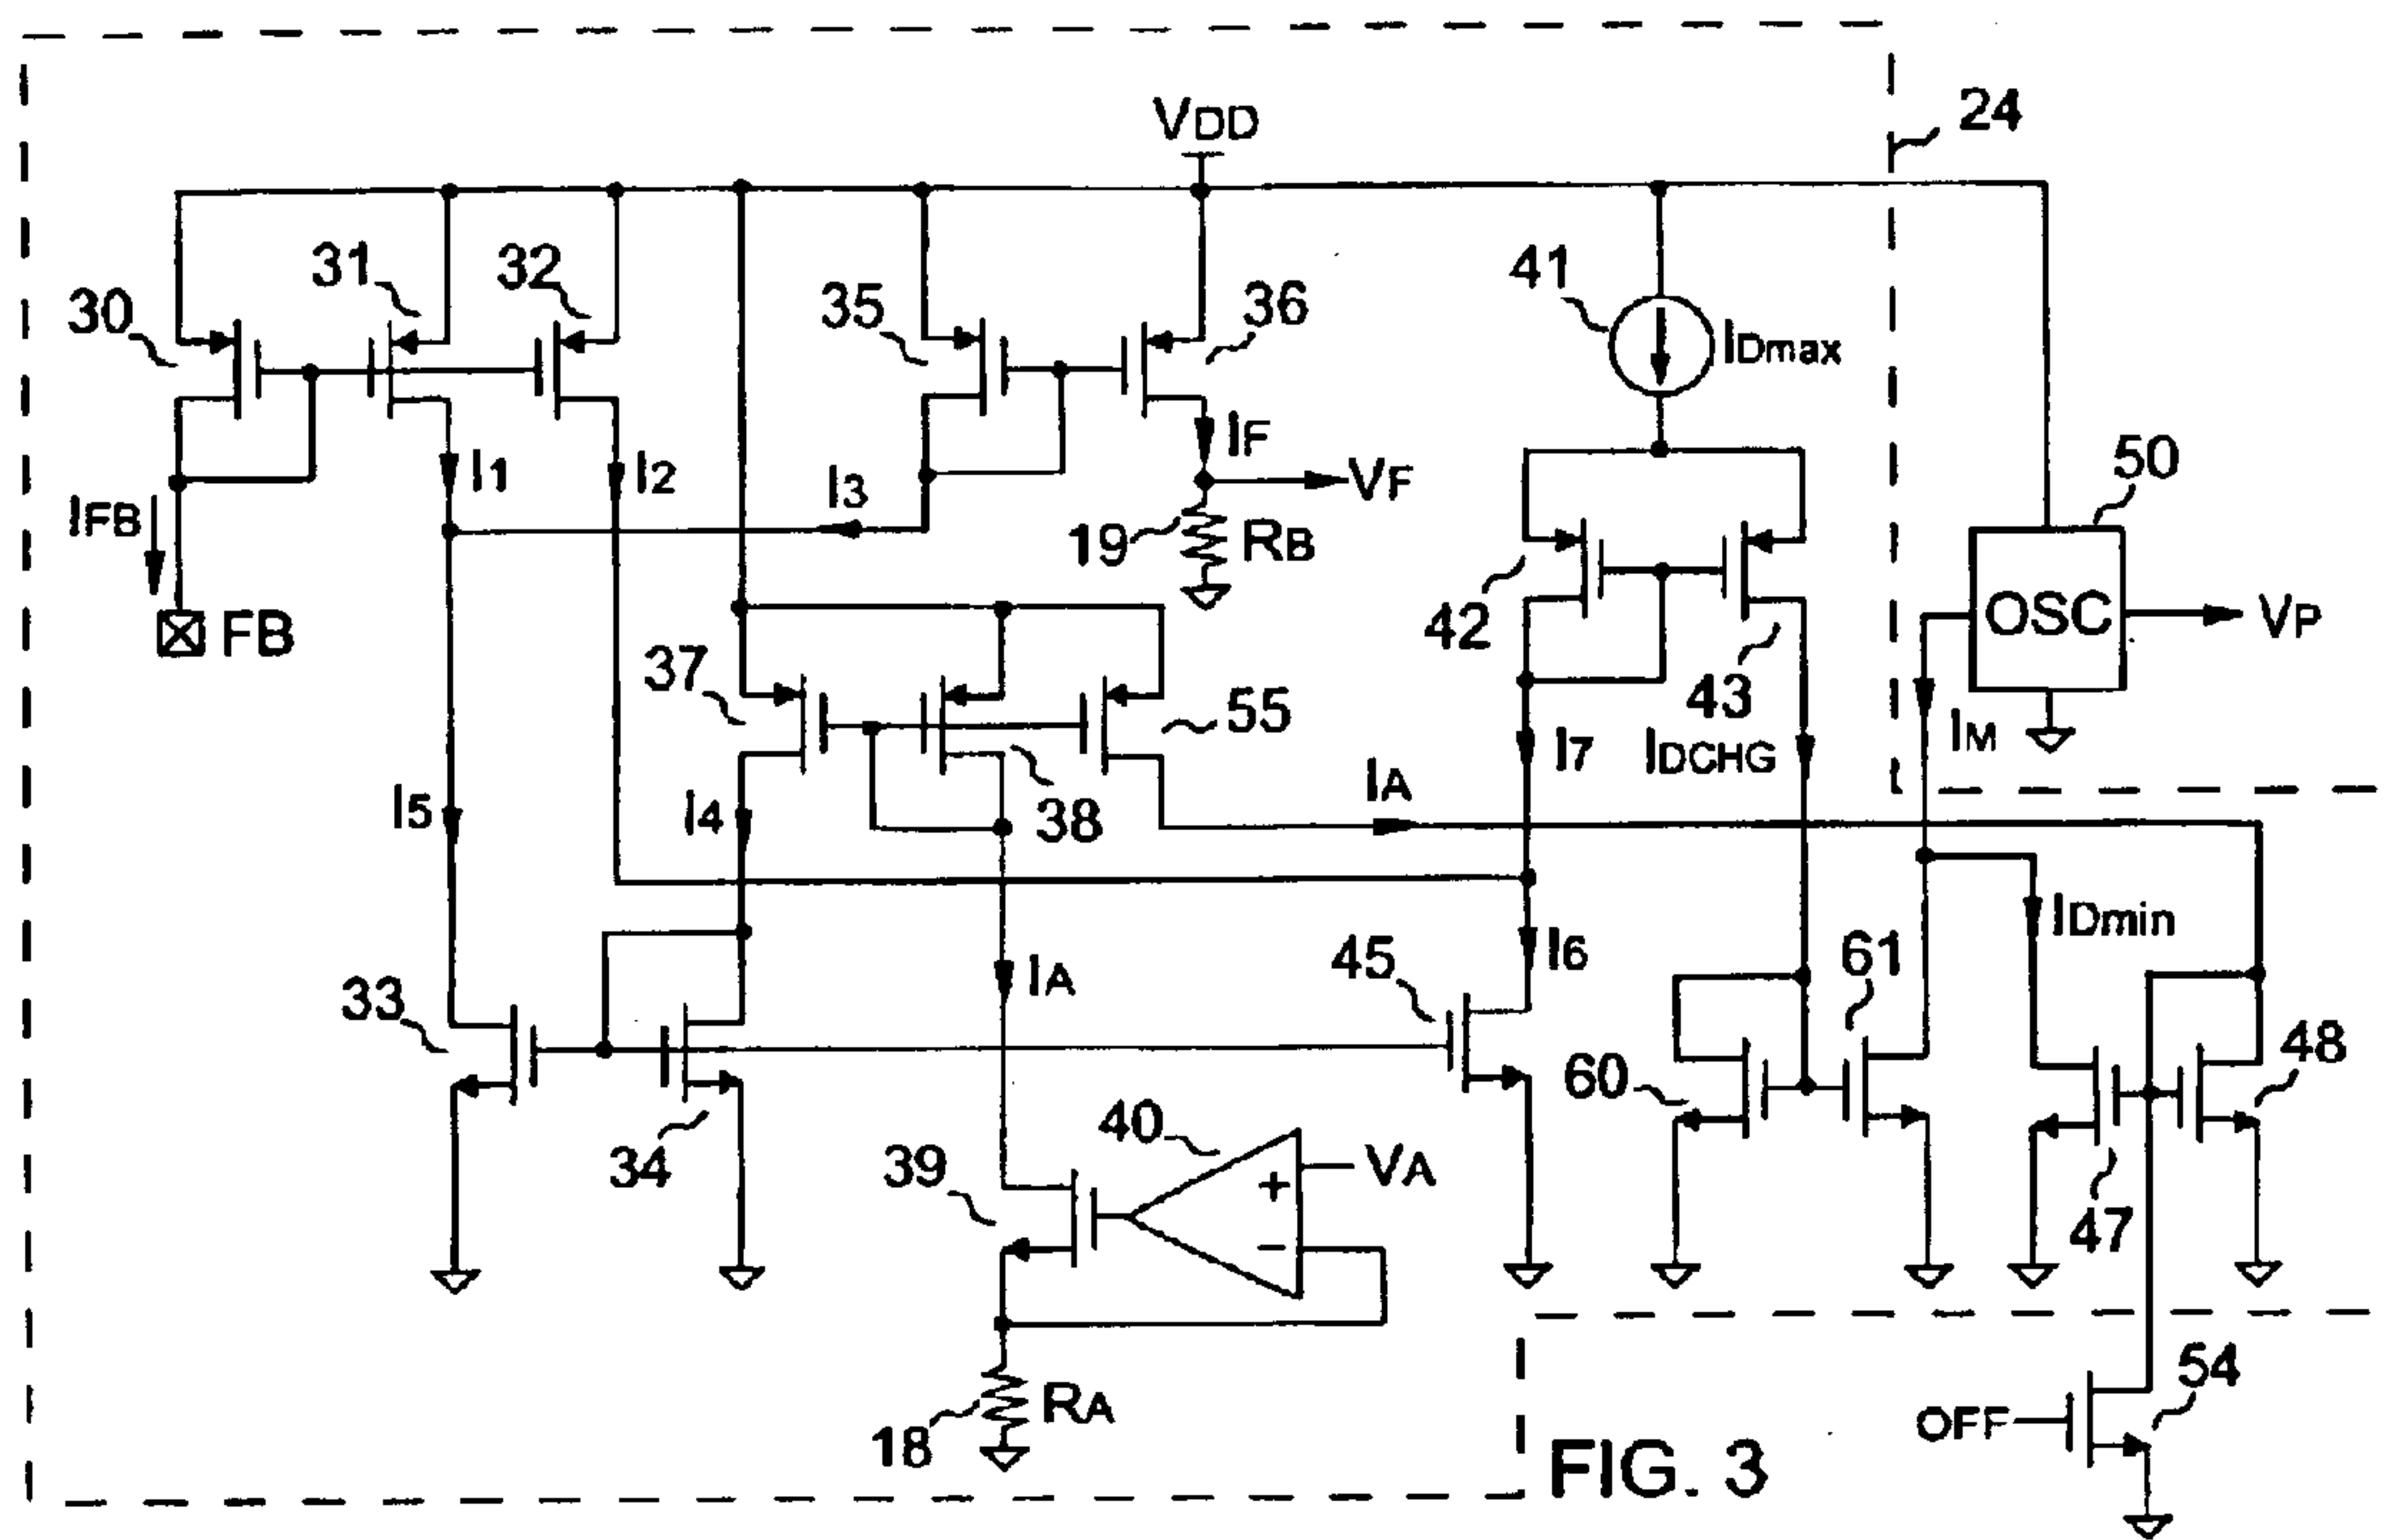 VDD
24
30
31
32
35
36
41
IDmax
IF
VF
I1
I2
I3
IFB
19
RB
50
OSC
VP
FB
42
43
37
55
38
I7
IDCHG
IM
I5
I4
IA
IDmin
33
34
IA
45
I6
61
60
48
47
39
40
+
-
VA
18
RA
OFF
54
FIG. 3